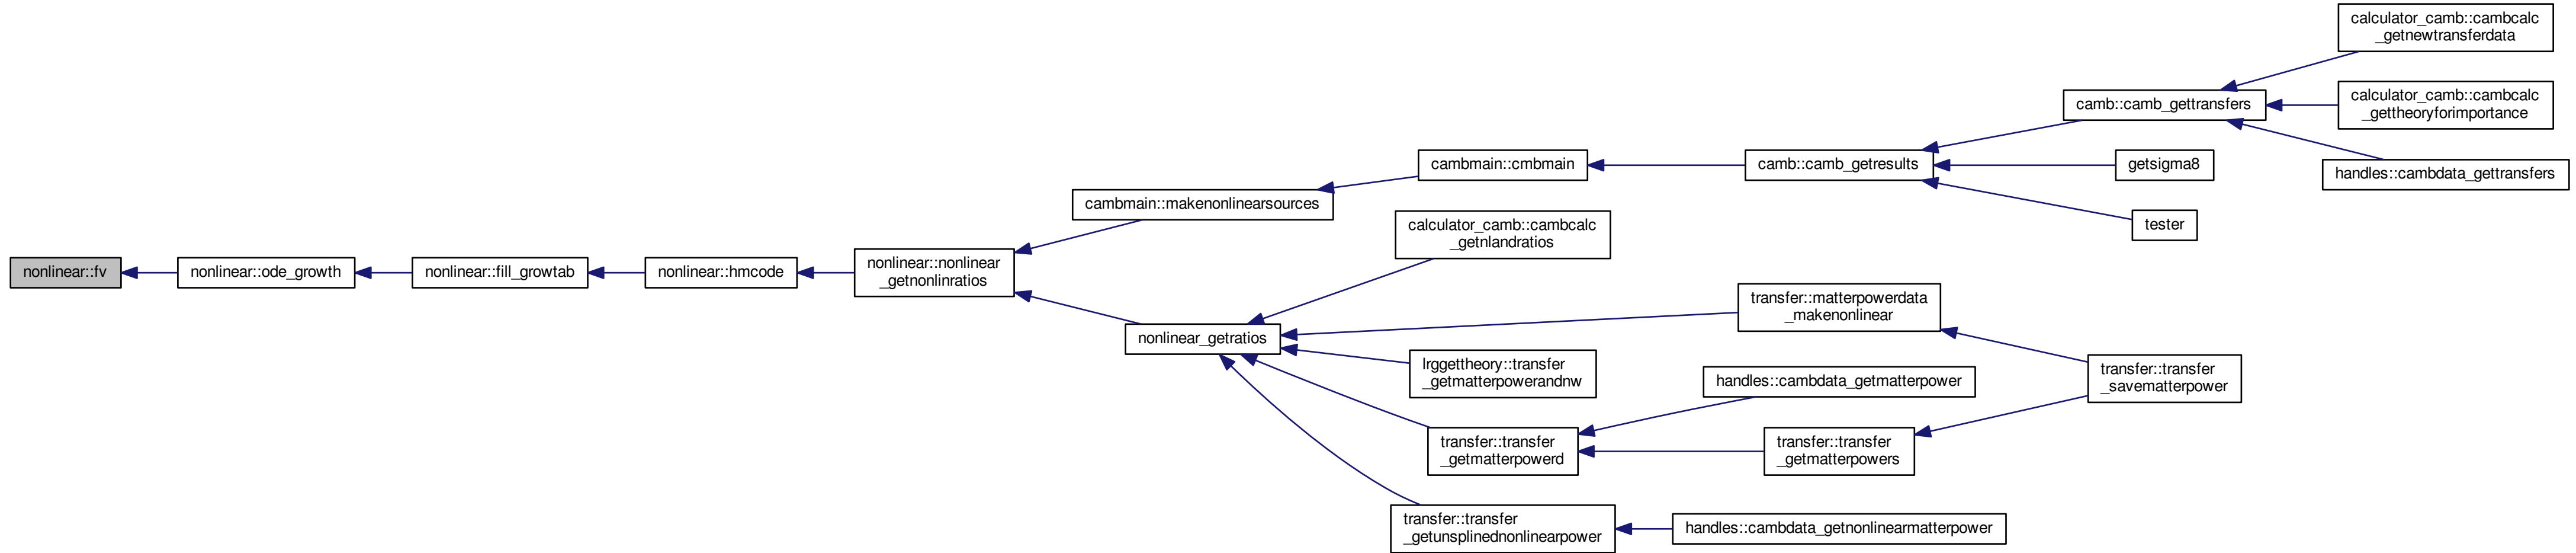 nonlinear::fv
nonlinear::ode_growth
nonlinear::fill_growtab
nonlinear::hmcode
nonlinear::nonlinear
_getnonlinratios
cambmain::makenonlinearsources
cambmain::cmbmain
camb::camb_getresults
camb::camb_gettransfers
calculator_camb::cambcalc
_getnewtransferdata
calculator_camb::cambcalc
_gettheoryforimportance
handles::cambdata_gettransfers
getsigma8
tester
nonlinear_getratios
calculator_camb::cambcalc
_getnlandratios
transfer::matterpowerdata
_makenonlinear
lrggettheory::transfer
_getmatterpowerandnw
transfer::transfer
_getmatterpowerd
handles::cambdata_getmatterpower
transfer::transfer
_getmatterpowers
transfer::transfer
_savematterpower
transfer::transfer
_getunsplinednonlinearpower
handles::cambdata_getnonlinearmatterpower